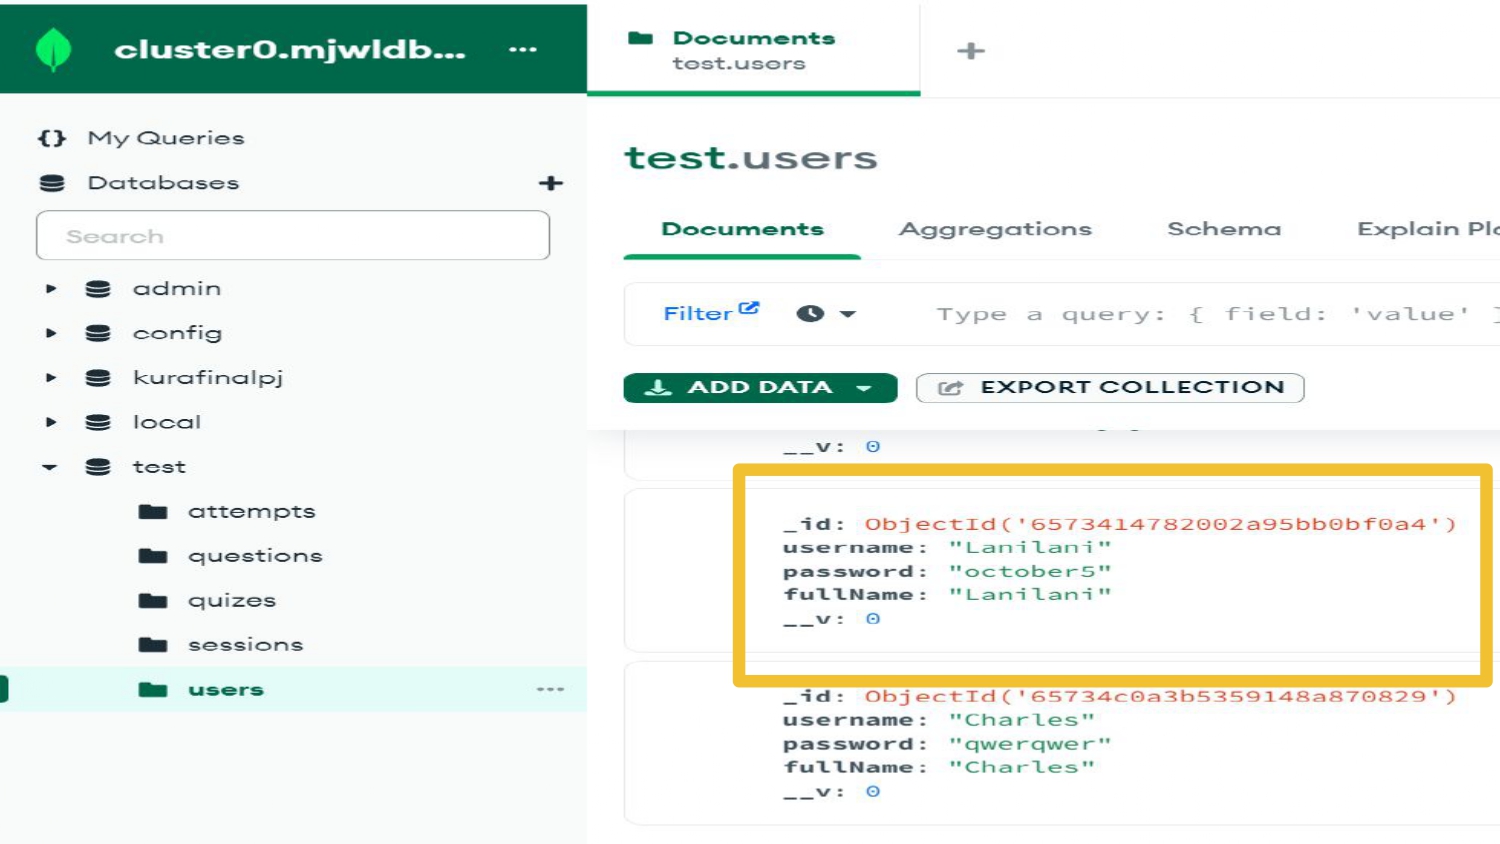 cluster0.mjwldb... ...
Documents
test.users
+
{} My Queries
Databases +
Search
admin
config
kurafinalpj
local
test
attempts
questions
quizes
sessions
users ...
test.users
Documents Aggregations Schema Explain Pla
Filter Type a query: { field: 'value' }
ADD DATA EXPORT COLLECTION
__v: 0
_id: ObjectId('6573414782002a95bb0bf0a4')
username: "Lanilani"
password: "october5"
fullName: "Lanilani"
__v: 0
_id: ObjectId('65734c0a3b5359148a870829')
username: "Charles"
password: "qwerqwer"
fullName: "Charles"
__v: 0